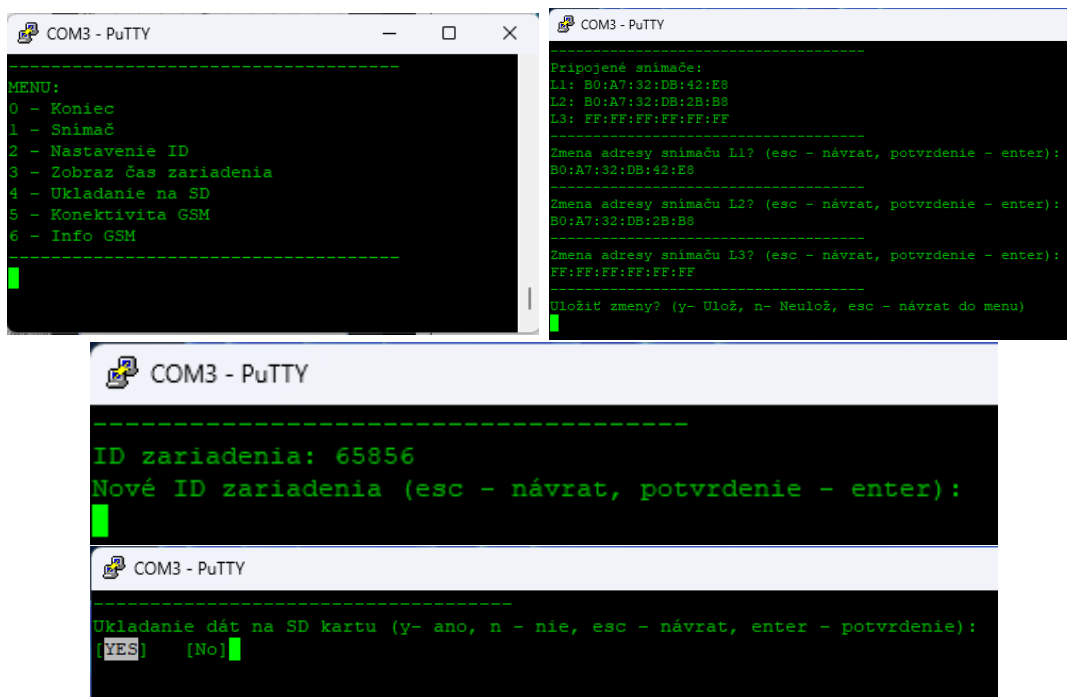 COM3 - PuTTY
---------------------------------------
MENU:
0 - Koniec
1 - Snímač
2 - Nastavenie ID
3 - Zobraz čas zariadenia
4 - Ukladanie na SD
5 - Konektivita GSM
6 - Info GSM
---------------------------------------
COM3 - PuTTY
---------------------------------------
Pripojené snímače:
L1: B0:A7:32:DB:42:E8
L2: B0:A7:32:DB:2B:B8
L3: FF:FF:FF:FF:FF:FF
---------------------------------------
Zmena adresy snímaču L1? (esc - návrat, potvrdenie - enter):
B0:A7:32:DB:42:E8
---------------------------------------
Zmena adresy snímaču L2? (esc - návrat, potvrdenie - enter):
B0:A7:32:DB:2B:B8
---------------------------------------
Zmena adresy snímaču L3? (esc - návrat, potvrdenie - enter):
FF:FF:FF:FF:FF:FF
---------------------------------------
Uložiť zmeny? (y- Ulož, n- Neulož, esc - návrat do menu)
COM3 - PuTTY
---------------------------------------
ID zariadenia: 65856
Nové ID zariadenia (esc - návrat, potvrdenie - enter):
COM3 - PuTTY
---------------------------------------
Ukladanie dát na SD kartu (y- ano, n - nie, esc - návrat, enter - potvrdenie):
[YES] [No]